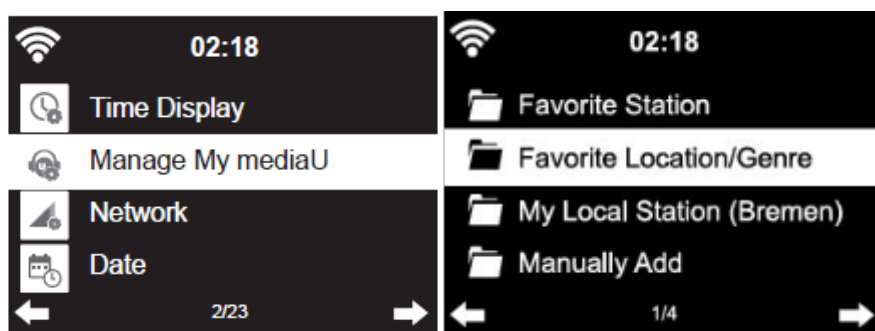 02:18
Time Display
Manage My mediaU
Network
Date
2/23
02:18
Favorite Station
Favorite Location/Genre
My Local Station (Bremen)
Manually Add
1/4